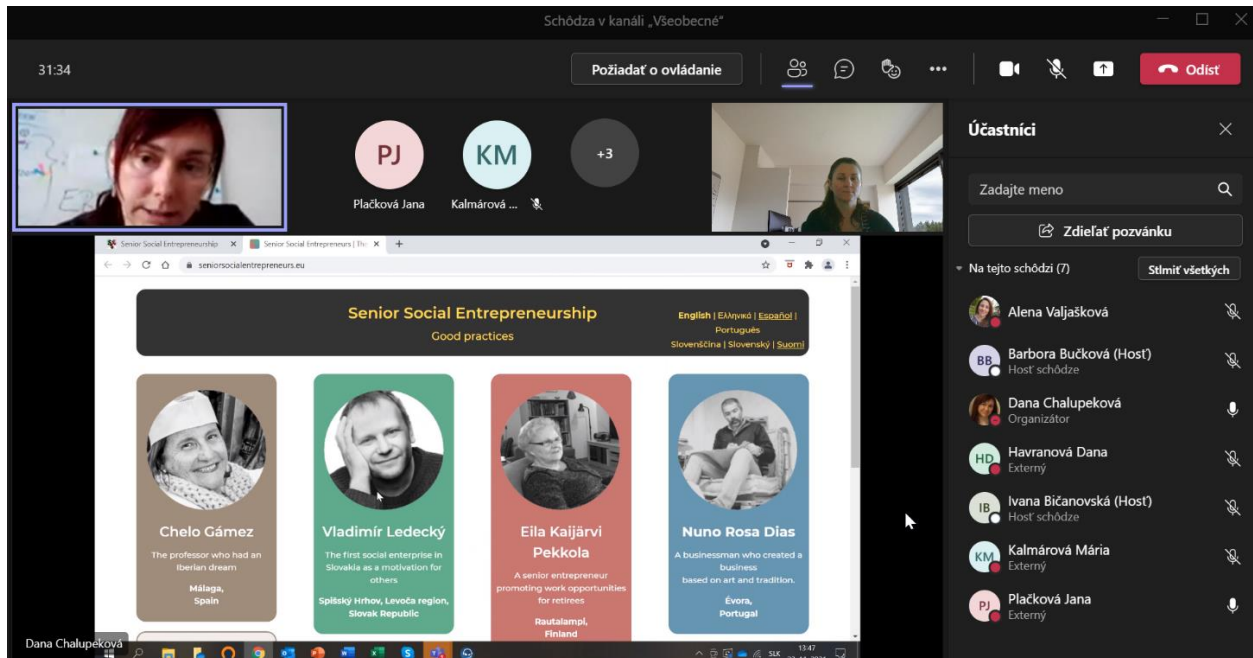 Schôdza v kanáli „Všeobecné“
31:34
Požiadať o ovládanie
Odísť
PJ
KM
+3
Plačková Jana
Kalmárová ...
Účastníci
Zadajte meno
Zdieľať pozvánku
Na tejto schôdzi (7)
Stlmiť všetkých
Alena Valjašková
BB
Barbora Bučková (Hosť)
Hosť schôdze
Dana Chalupeková
Organizátor
HD
Havranová Dana
Externý
IB
Ivana Bičanovská (Hosť)
Hosť schôdze
KM
Kalmárová Mária
Externý
PJ
Plačková Jana
Externý
Senior Social Entrepreneurship
Senior Social Entrepreneurs | The
seniorsocialentrepreneurs.eu
Senior Social Entrepreneurship
Good practices
English | Ελληνικά | Español |
Português
Slovenščina | Slovenský | Suomi
Chelo Gámez
The professor who had an
Iberian dream
Málaga,
Spain
Vladimír Ledecký
The first social enterprise in
Slovakia as a motivation for
others
Spišský Hrhov, Levoča region,
Slovak Republic
Eila Kaijärvi
Pekkola
A senior entrepreneur
promoting work opportunities
for retirees
Rautalampi,
Finland
Nuno Rosa Dias
A businessman who created a
business
based on art and tradition.
Évora,
Portugal
Dana Chalupeková
SLK
13:47